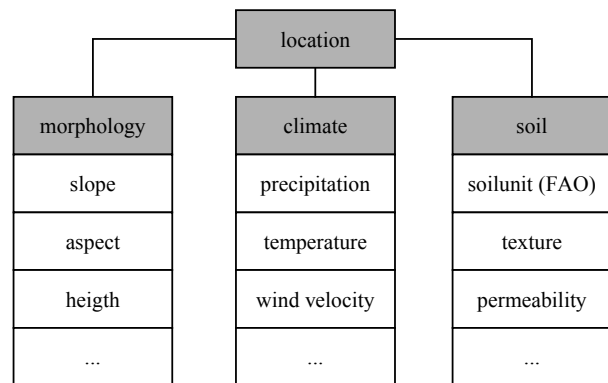 location
morphology
climate
soil
slope
precipitation
soilunit (FAO)
aspect
temperature
texture
heigth
wind velocity
permeability
...
...
...